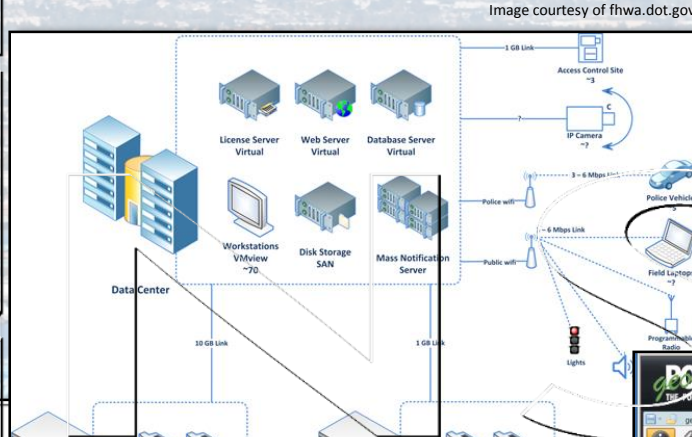 Image courtesy of fhwa.dot.gov
1 GB Link
Access Control Site
~3
License Server
Virtual
Web Server
Virtual
Database Server
Virtual
?
C
IP Camera
~?
3 – 6 Mbps Link
Police wifi
Police Vehicle
Workstations
VMview
~70
Disk Storage
SAN
Mass Notification
Server
– 6 Mbps Link
Public wifi
Field Laptops
~?
Data Center
10 GB Link
1 GB Link
Programmable
Radio
Lights